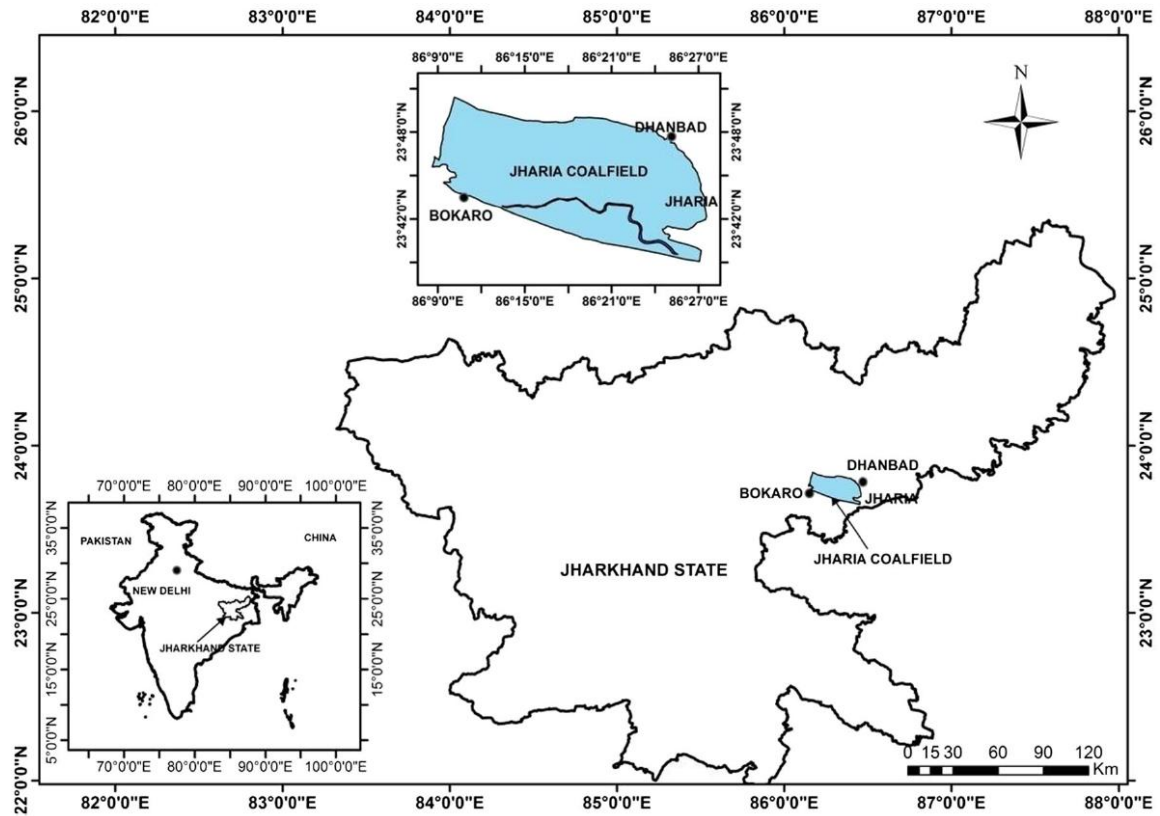 82°0'0"E 83°0'0"E 84°0'0"E 85°0'0"E 86°0'0"E 87°0'0"E 88°0'0"E
86°9'0"E 86°15'0"E 86°21'0"E 86°27'0"E
23°48'0"N 23°48'0"N
23°42'0"N 23°42'0"N
DHANBAD
JHARIA COALFIELD
JHARIA
BOKARO
86°9'0"E 86°15'0"E 86°21'0"E 86°27'0"E
N
26°0'0"N 26°0'0"N
25°0'0"N 25°0'0"N
24°0'0"N 24°0'0"N
23°0'0"N 23°0'0"N
22°0'0"N 22°0'0"N
DHANBAD
BOKARO
JHARIA
JHARIA COALFIELD
JHARKHAND STATE
70°0'0"E 80°0'0"E 90°0'0"E 100°0'0"E
35°0'0"N 35°0'0"N
25°0'0"N 25°0'0"N
15°0'0"N 15°0'0"N
5°0'0"N 5°0'0"N
PAKISTAN
CHINA
NEW DELHI
JHARKHAND STATE
70°0'0"E 80°0'0"E 90°0'0"E 100°0'0"E
0 15 30 60 90 120
Km
82°0'0"E 83°0'0"E 84°0'0"E 85°0'0"E 86°0'0"E 87°0'0"E 88°0'0"E